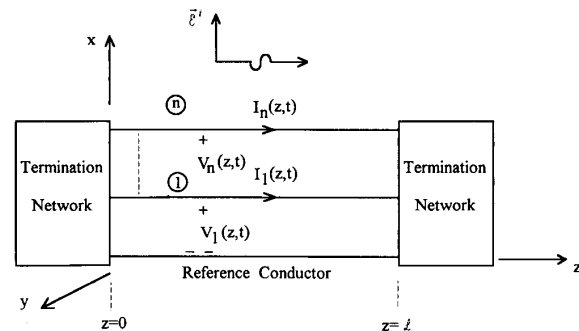 x
ℰ⃗ ⁱ
ⓝ
Iₙ(z,t)
+
Vₙ(z,t)
Termination
Network
①
I₁(z,t)
+
V₁(z,t)
– –
Termination
Network
Reference Conductor
z
y
z=0
z= ℓ